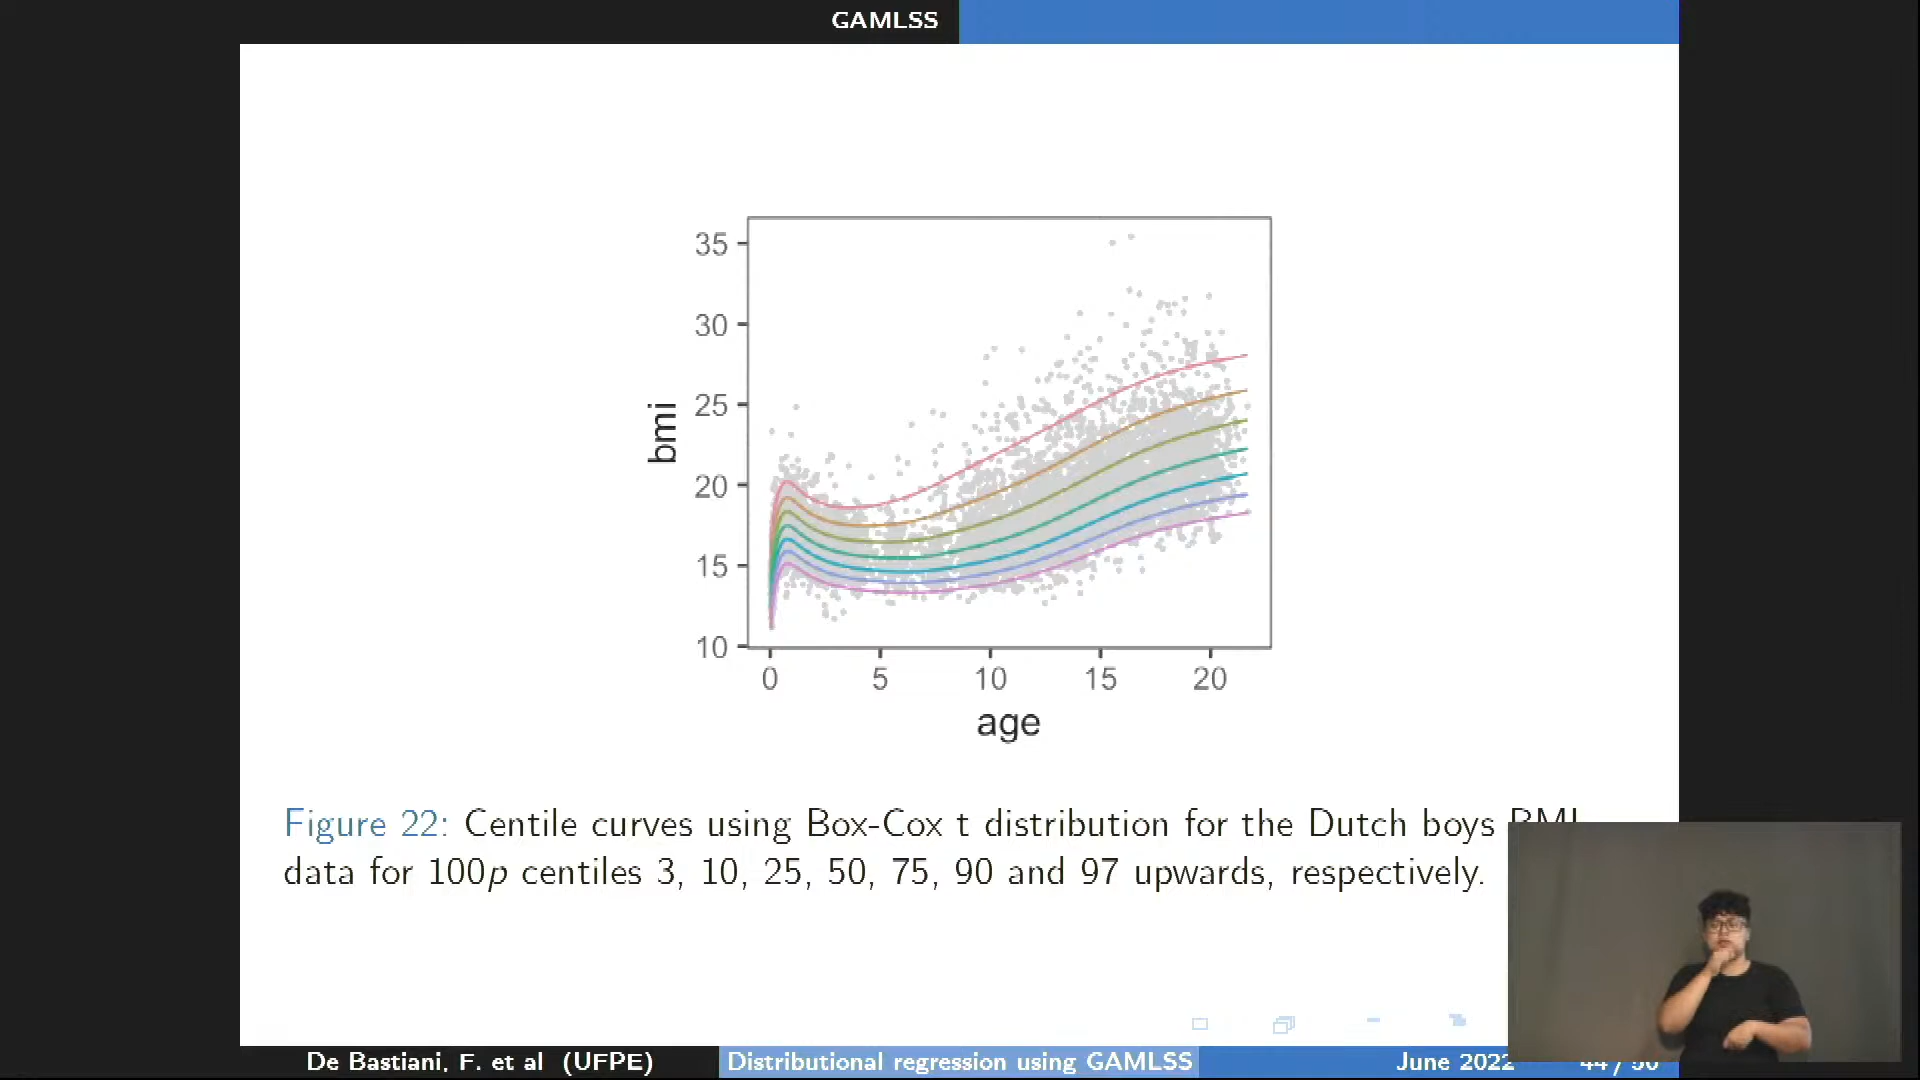 GAMLSS
35
30
25
20
15
10
bmi
0 5 10 15 20
age
Figure 22: Centile curves using Box-Cox t distribution for the Dutch boys BMI
data for 100p centiles 3, 10, 25, 50, 75, 90 and 97 upwards, respectively.
De Bastiani, F. et al (UFPE) Distributional regression using GAMLSS June 2022